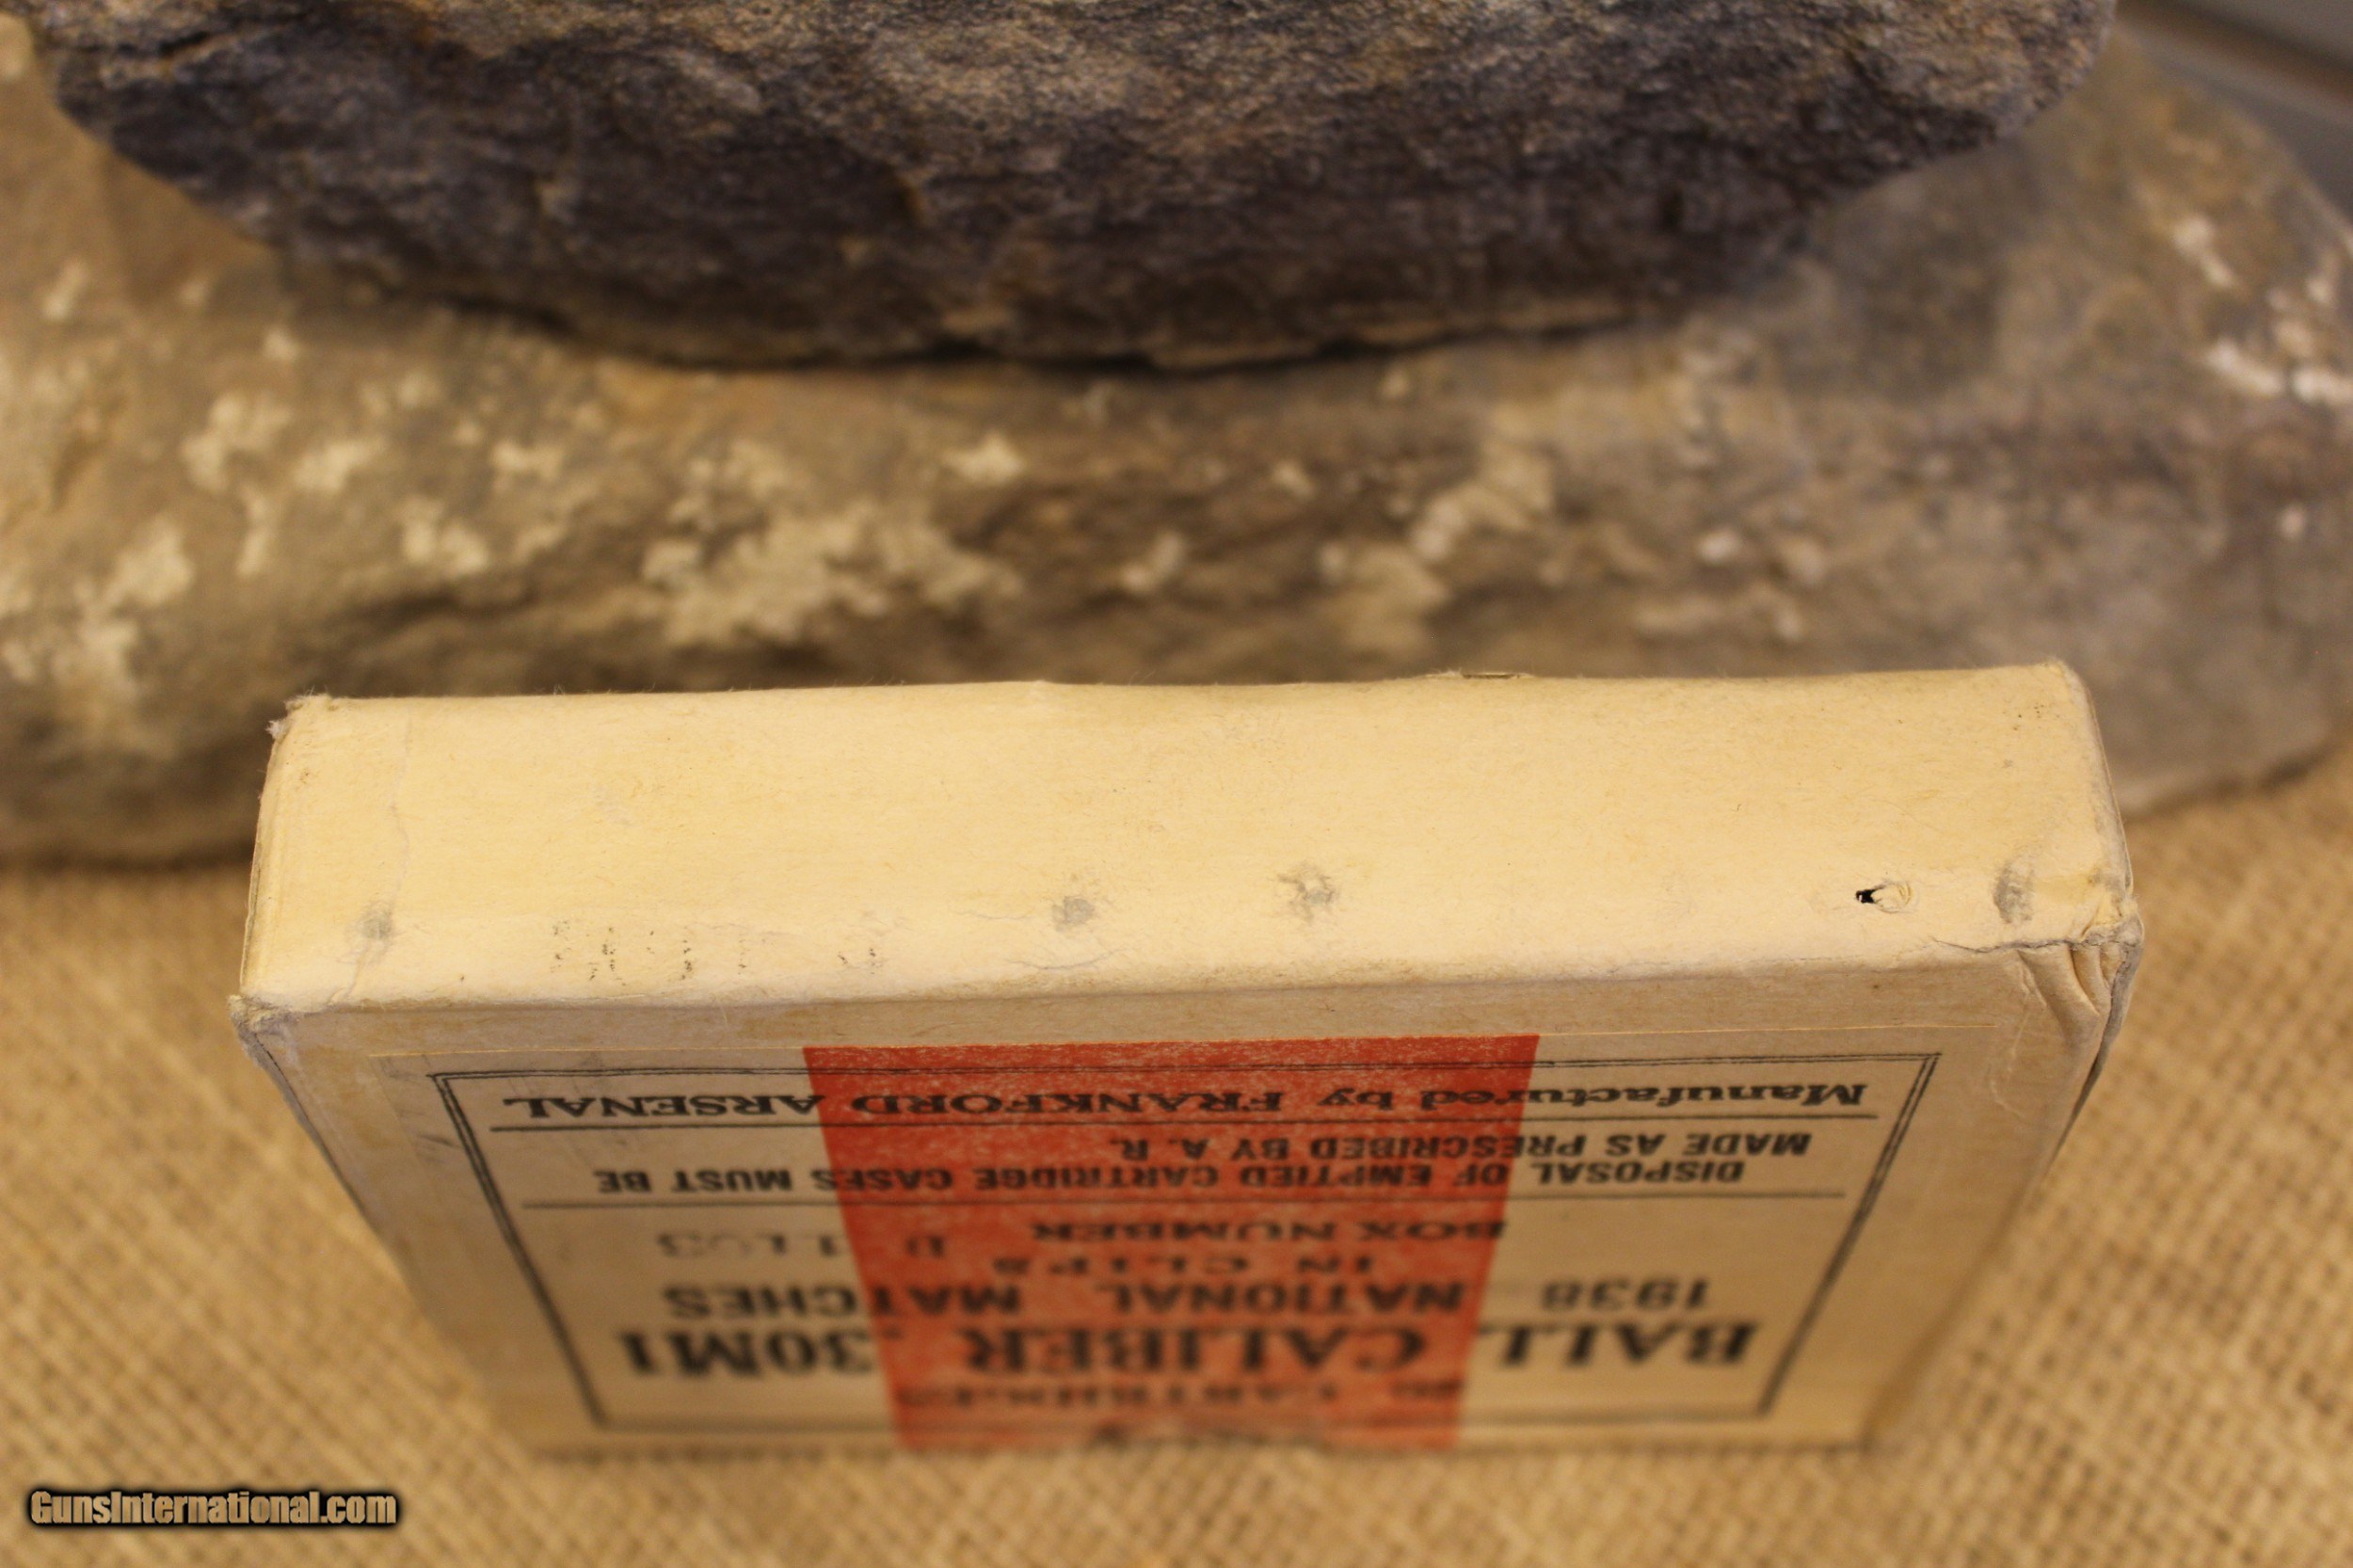 CARTRIDGES
BALL CALIBER .30M1
1938 NATIONAL MATCHES
IN CLIPS
BOX NUMBER
DISPOSAL OF EMPTIED CARTRIDGE CASES MUST BE
MADE AS PRESCRIBED BY A. R.
Manufactured by FRANKFORD ARSENAL
GunsInternational.com